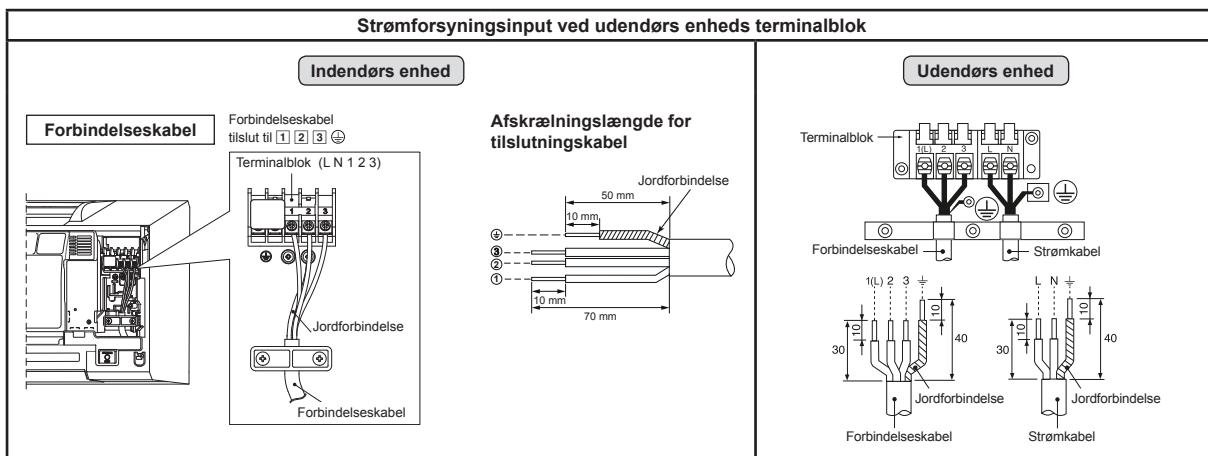 Strømforsyningsinput ved udendørs enheds terminalblok
Indendørs enhed
Forbindelseskabel
Forbindelseskabel
tilslut til 1 2 3 ⏚
Terminalblok (L N 1 2 3)
1 2 3
Jordforbindelse
Forbindelseskabel
Afskrælningslængde for
tilslutningskabel
Jordforbindelse
50 mm
10 mm
⏚
③
②
①
10 mm
70 mm
Udendørs enhed
Terminalblok
1(L) 2 3 L N
⏚
⏚
Forbindelseskabel
Strømkabel
1(L) 2 3 ⏚
10
10
30
40
Jordforbindelse
Forbindelseskabel
L N ⏚
10
10
30
40
Jordforbindelse
Strømkabel